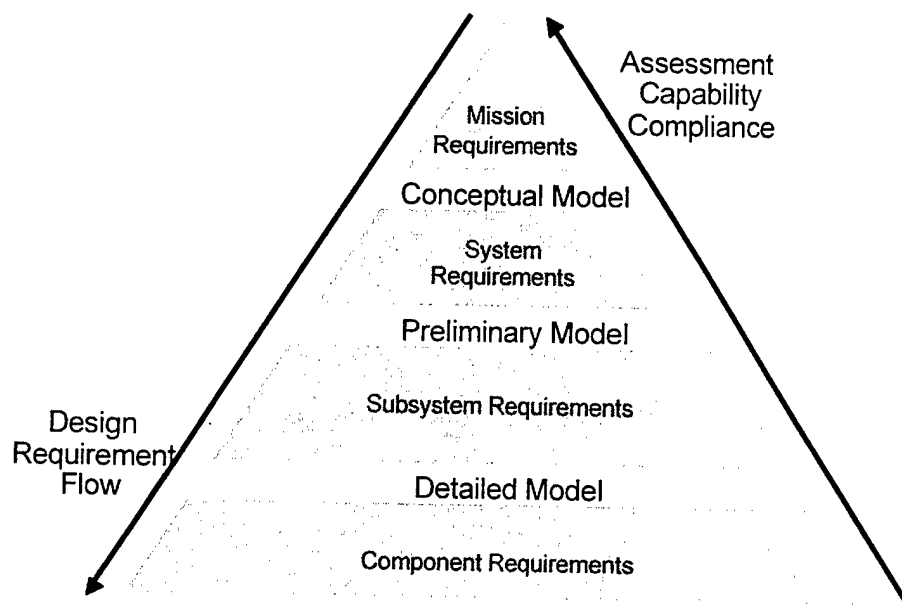 Assessment
Capability
Compliance
Mission
Requirements
Conceptual Model
System
Requirements
Preliminary Model
Subsystem Requirements
Design
Requirement
Flow
Detailed Model
Component Requirements